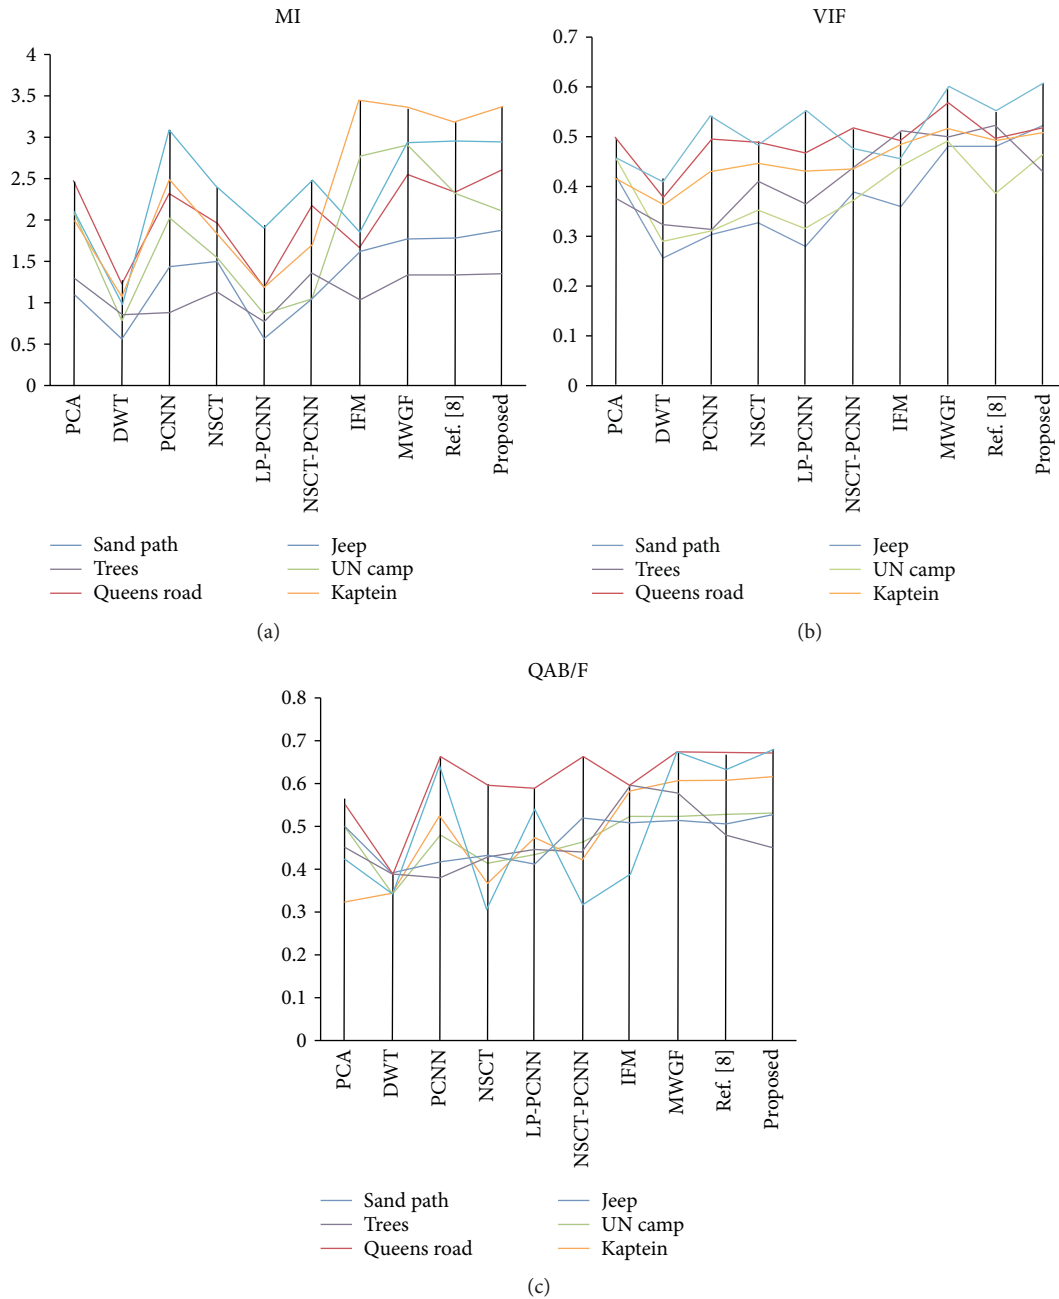 MI
4
3.5
3
2.5
2
1.5
1
0.5
0
PCA
DWT
PCNN
NSCT
LP-PCNN
NSCT-PCNN
IFM
MWGF
Ref. [8]
Proposed
Sand path
Trees
Queens road
Jeep
UN camp
Kaptein
(a)
VIF
0.7
0.6
0.5
0.4
0.3
0.2
0.1
0
PCA
DWT
PCNN
NSCT
LP-PCNN
NSCT-PCNN
IFM
MWGF
Ref. [8]
Proposed
Sand path
Trees
Queens road
Jeep
UN camp
Kaptein
(b)
QAB/F
0.8
0.7
0.6
0.5
0.4
0.3
0.2
0.1
0
PCA
DWT
PCNN
NSCT
LP-PCNN
NSCT-PCNN
IFM
MWGF
Ref. [8]
Proposed
Sand path
Trees
Queens road
Jeep
UN camp
Kaptein
(c)